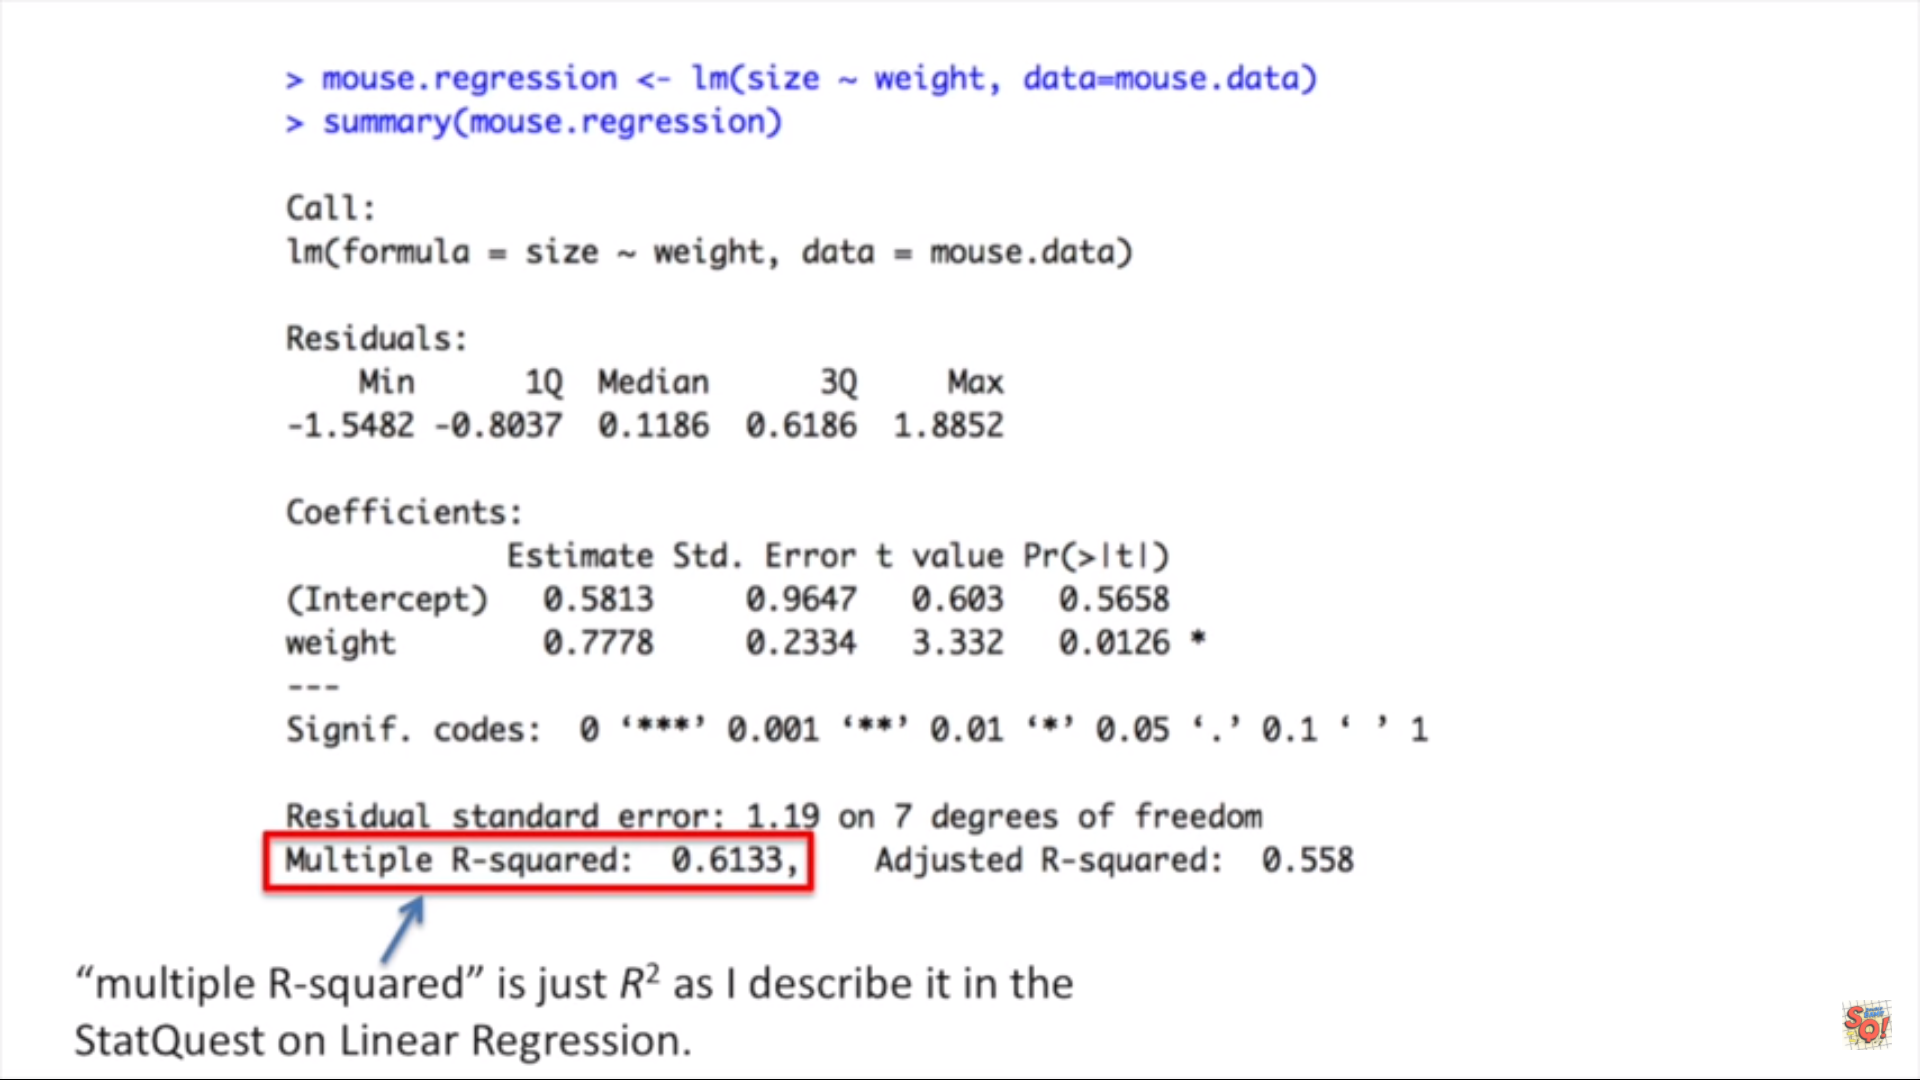 > mouse.regression <- lm(size ~ weight, data=mouse.data)
> summary(mouse.regression)
Call:
lm(formula = size ~ weight, data = mouse.data)
Residuals:
Min 1Q Median 3Q Max
-1.5482 -0.8037 0.1186 0.6186 1.8852
Coefficients:
Estimate Std. Error t value Pr(>|t|)
(Intercept) 0.5813 0.9647 0.603 0.5658
weight 0.7778 0.2334 3.332 0.0126 *
---
Signif. codes: 0 ‘***’ 0.001 ‘**’ 0.01 ‘*’ 0.05 ‘.’ 0.1 ‘ ’ 1
Residual standard error: 1.19 on 7 degrees of freedom
Multiple R-squared: 0.6133, Adjusted R-squared: 0.558
“multiple R-squared” is just R² as I describe it in the
StatQuest on Linear Regression.
SQ!